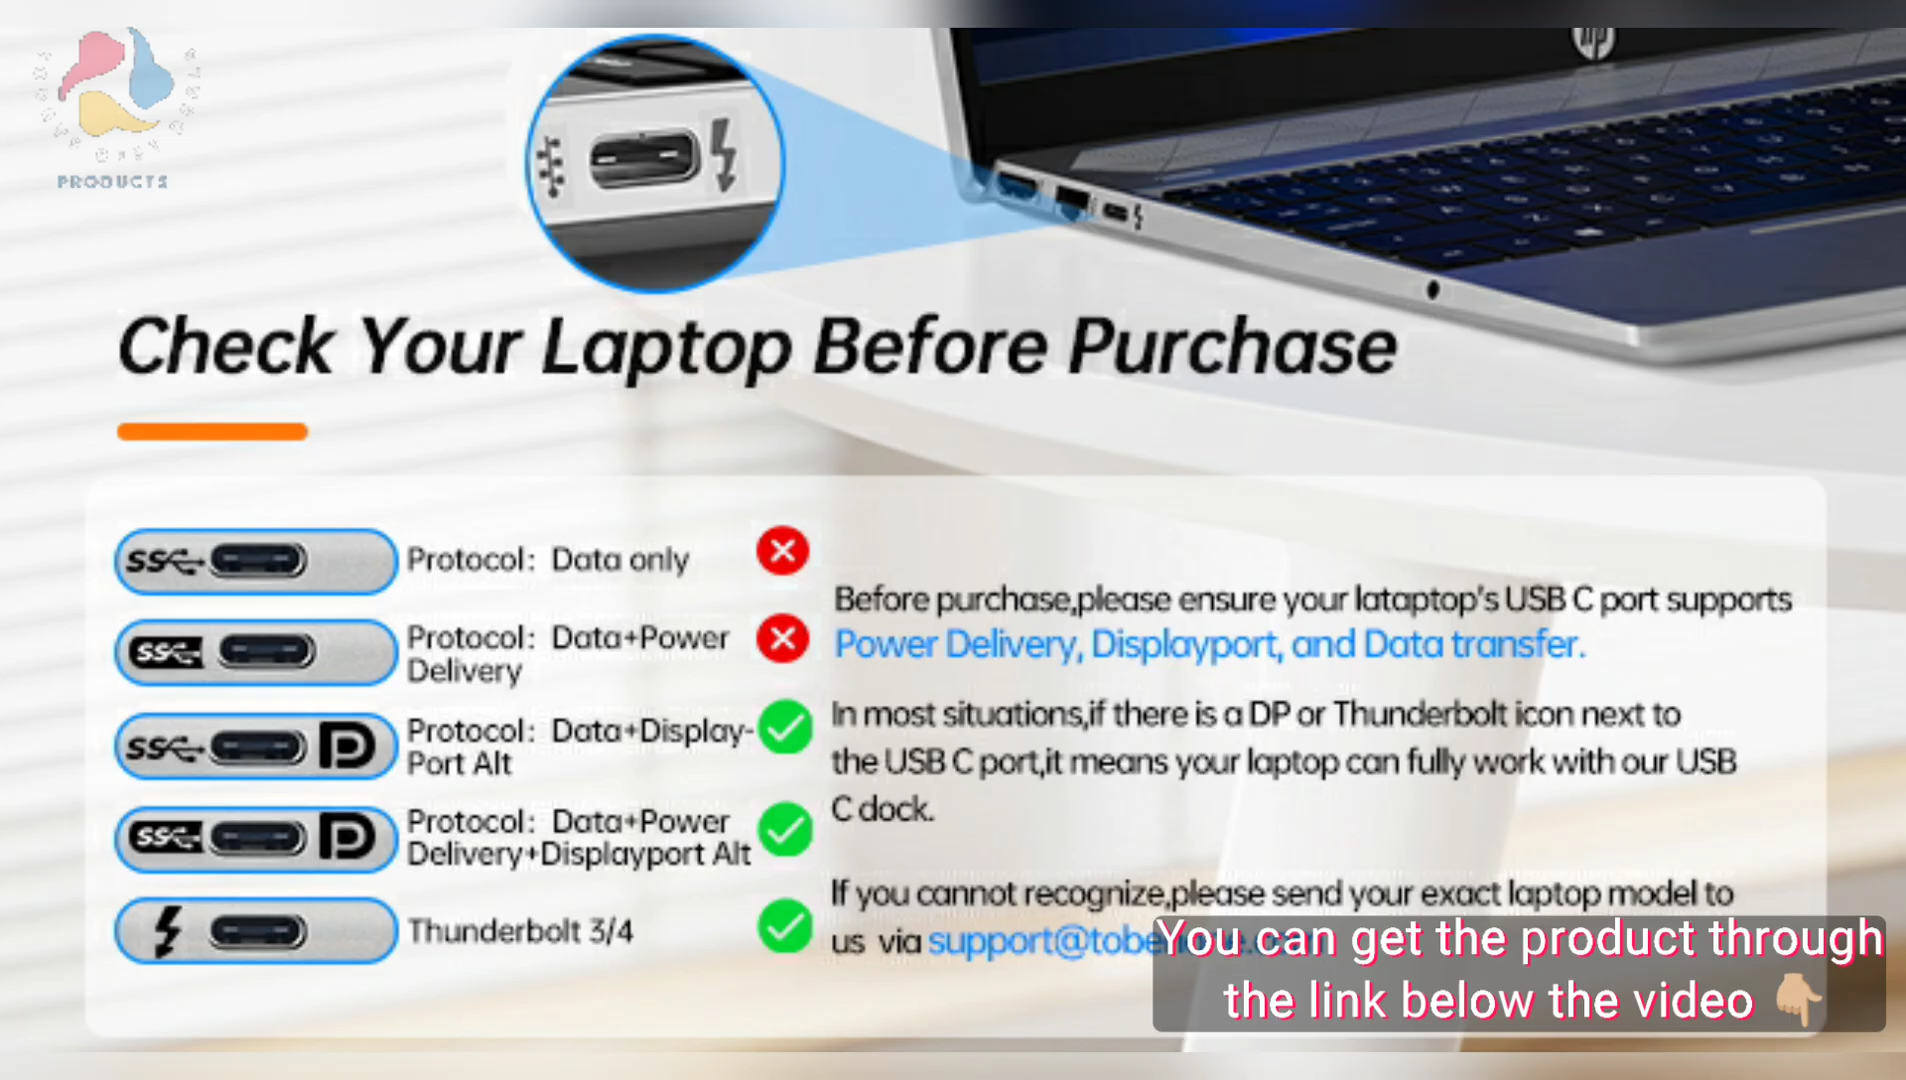 PRODUCTS
hp
Check Your Laptop Before Purchase
Protocol: Data only
Protocol: Data+Power
Delivery
Protocol: Data+Display-
Port Alt
Protocol: Data+Power
Delivery+Displayport Alt
Thunderbolt 3/4
Before purchase,please ensure your lataptop's USB C port supports
Power Delivery, Displayport, and Data transfer.
In most situations,if there is a DP or Thunderbolt icon next to
the USB C port,it means your laptop can fully work with our USB
C dock.
If you cannot recognize,please send your exact laptop model to
us via
You can get the product through
the link below the video